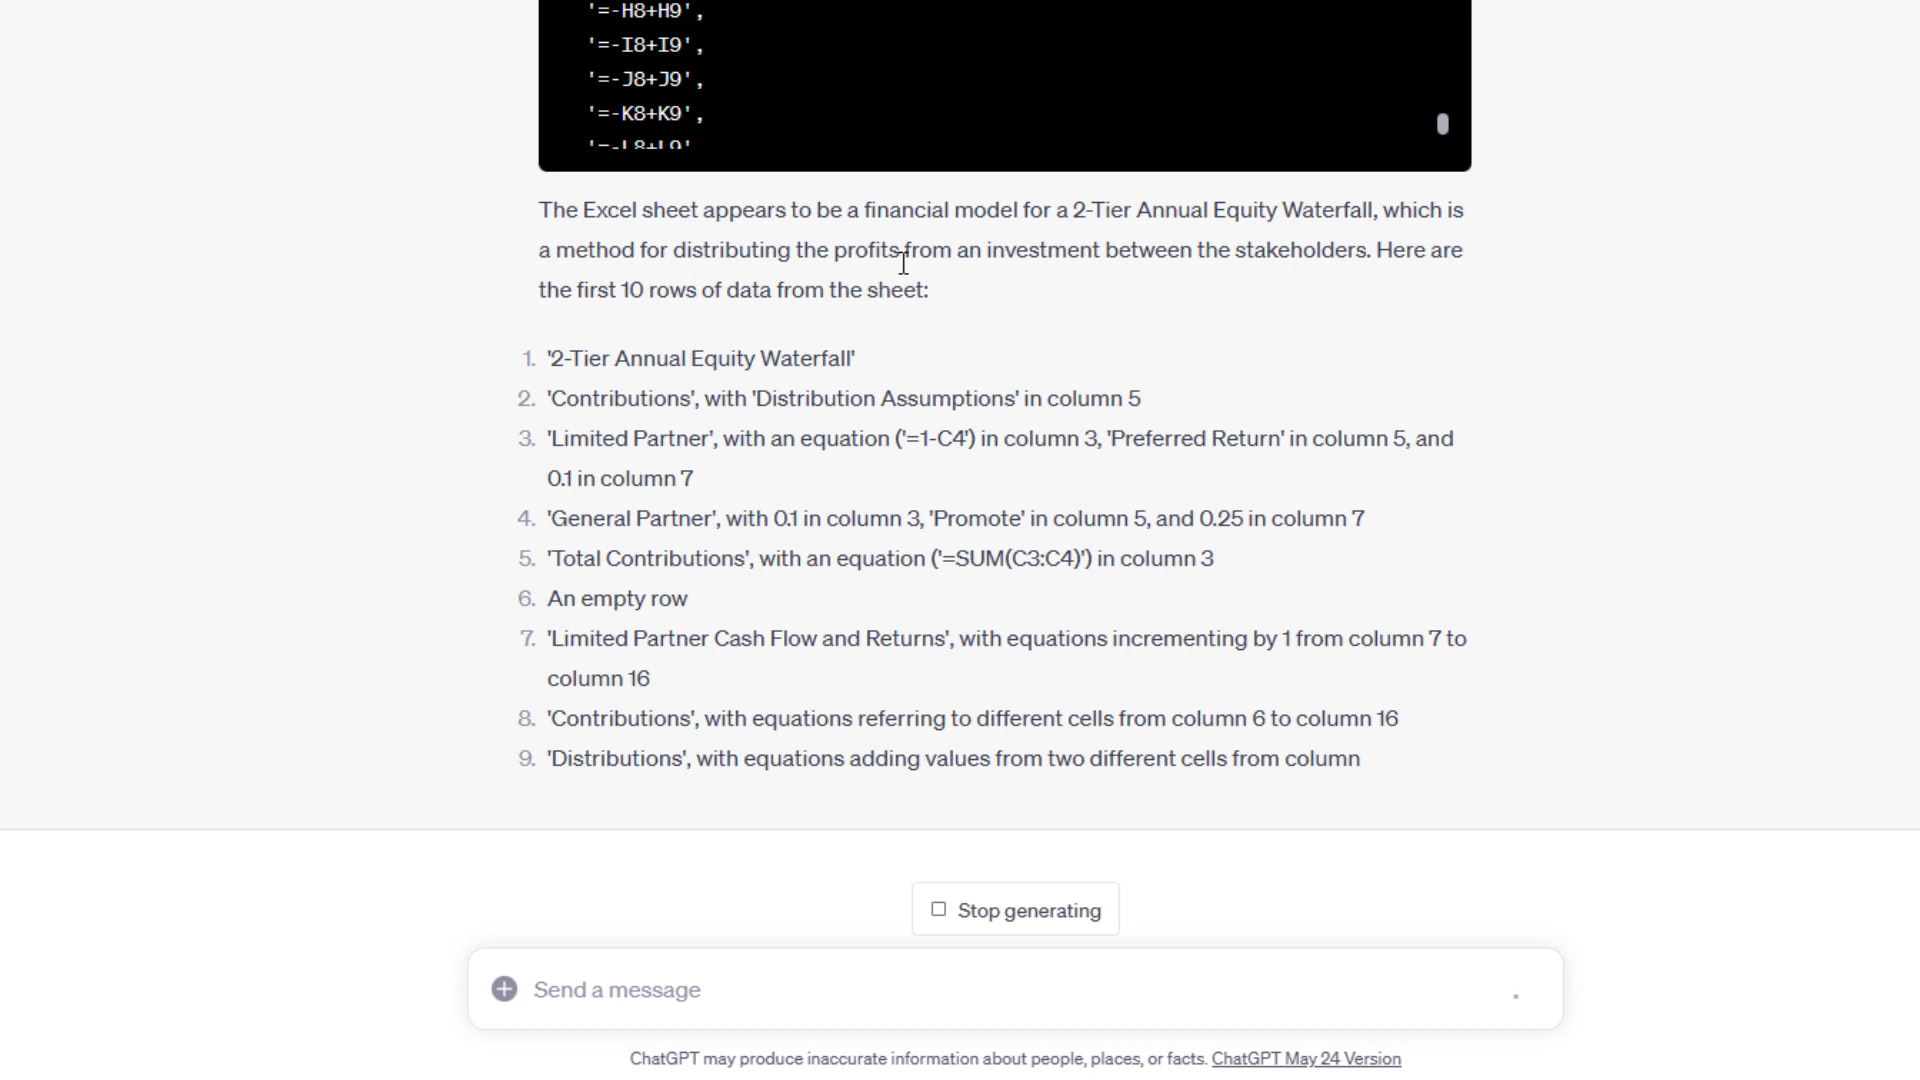 '=-H8+H9',
'=-I8+I9',
'=-J8+J9',
'=-K8+K9',
'=-L8+L9'
The Excel sheet appears to be a financial model for a 2-Tier Annual Equity Waterfall, which is
a method for distributing the profits from an investment between the stakeholders. Here are
the first 10 rows of data from the sheet:
1. '2-Tier Annual Equity Waterfall'
2. 'Contributions', with 'Distribution Assumptions' in column 5
3. 'Limited Partner', with an equation ('=1-C4') in column 3, 'Preferred Return' in column 5, and
0.1 in column 7
4. 'General Partner', with 0.1 in column 3, 'Promote' in column 5, and 0.25 in column 7
5. 'Total Contributions', with an equation ('=SUM(C3:C4)') in column 3
6. An empty row
7. 'Limited Partner Cash Flow and Returns', with equations incrementing by 1 from column 7 to
column 16
8. 'Contributions', with equations referring to different cells from column 6 to column 16
9. 'Distributions', with equations adding values from two different cells from column
Stop generating
Send a message
ChatGPT may produce inaccurate information about people, places, or facts. ChatGPT May 24 Version